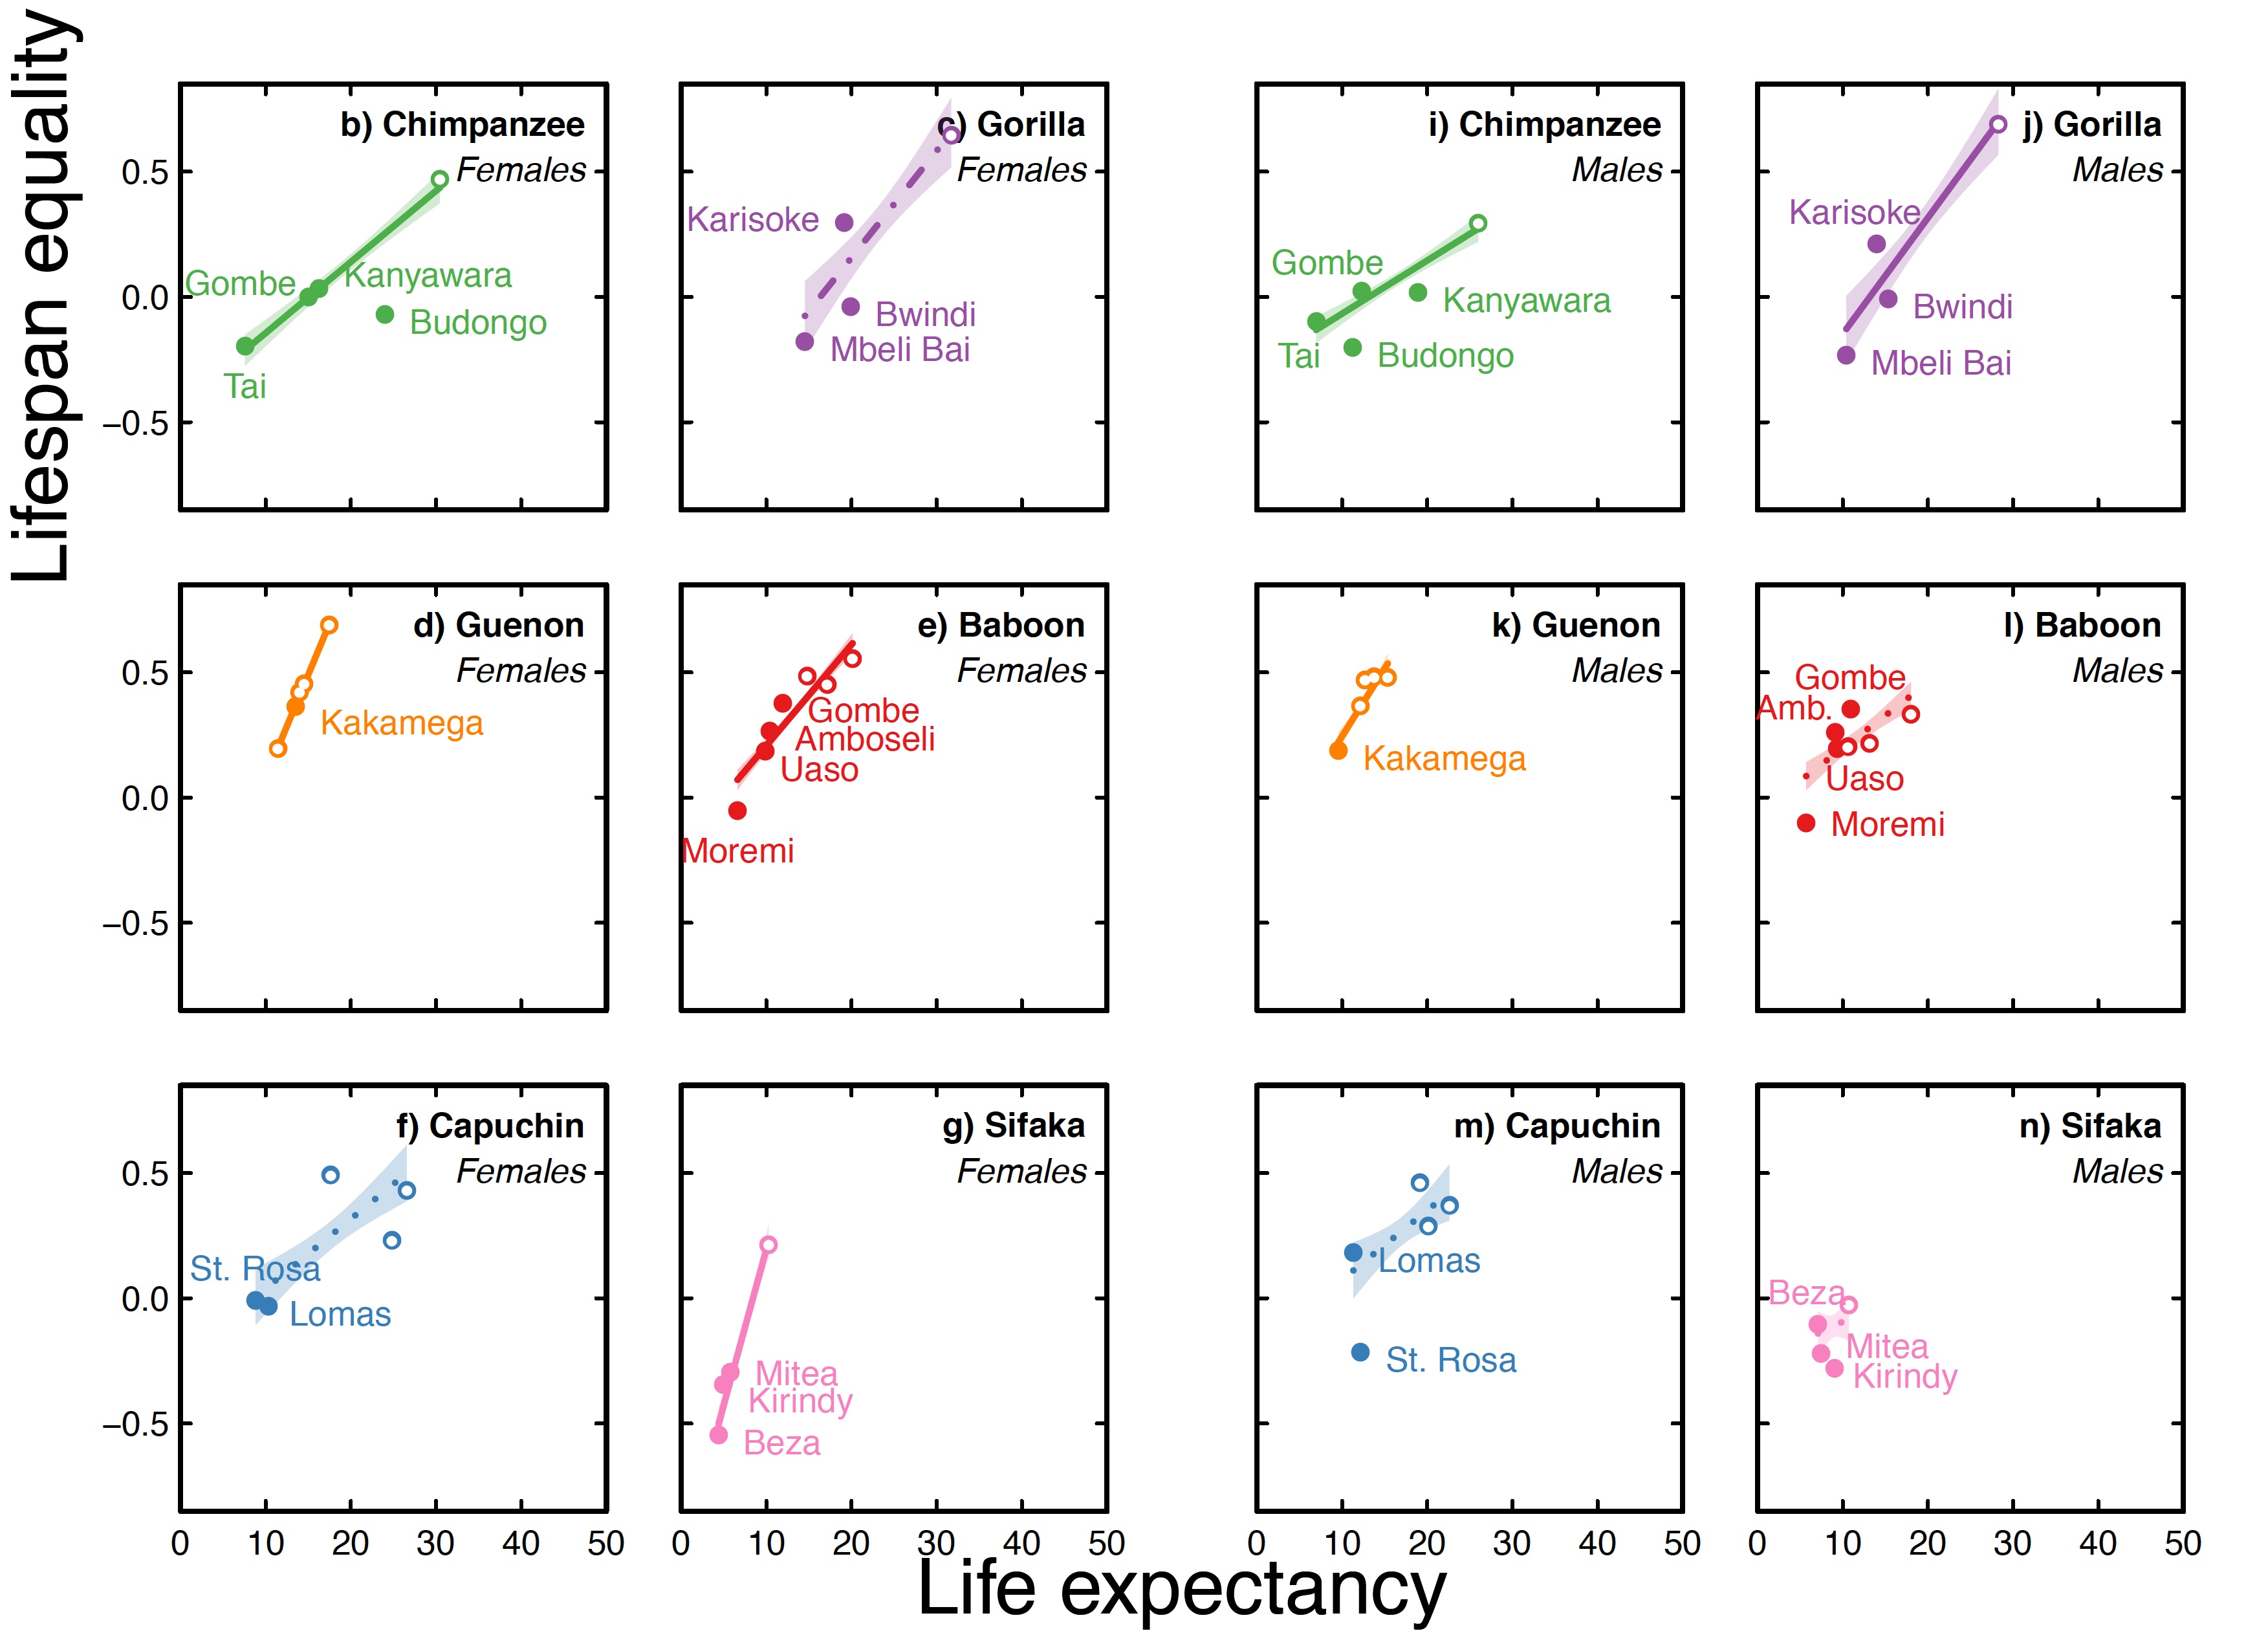 Lifespan equality
b) Chimpanzee
Females
0.5
0.0
−0.5
Gombe
Kanyawara
Budongo
Tai
c) Gorilla
Females
Karisoke
Bwindi
Mbeli Bai
i) Chimpanzee
Males
Gombe
Kanyawara
Tai
Budongo
j) Gorilla
Males
Karisoke
Bwindi
Mbeli Bai
d) Guenon
Females
0.5
0.0
−0.5
Kakamega
e) Baboon
Females
Gombe
Amboseli
Uaso
Moremi
k) Guenon
Males
Kakamega
l) Baboon
Males
Gombe
Amb.
Uaso
Moremi
f) Capuchin
Females
0.5
0.0
−0.5
St. Rosa
Lomas
g) Sifaka
Females
Mitea
Kirindy
Beza
m) Capuchin
Males
Lomas
St. Rosa
n) Sifaka
Males
Beza
Mitea
Kirindy
0 10 20 30 40 50
0 10 20 30 40 50
0 10 20 30 40 50
0 10 20 30 40 50
Life expectancy